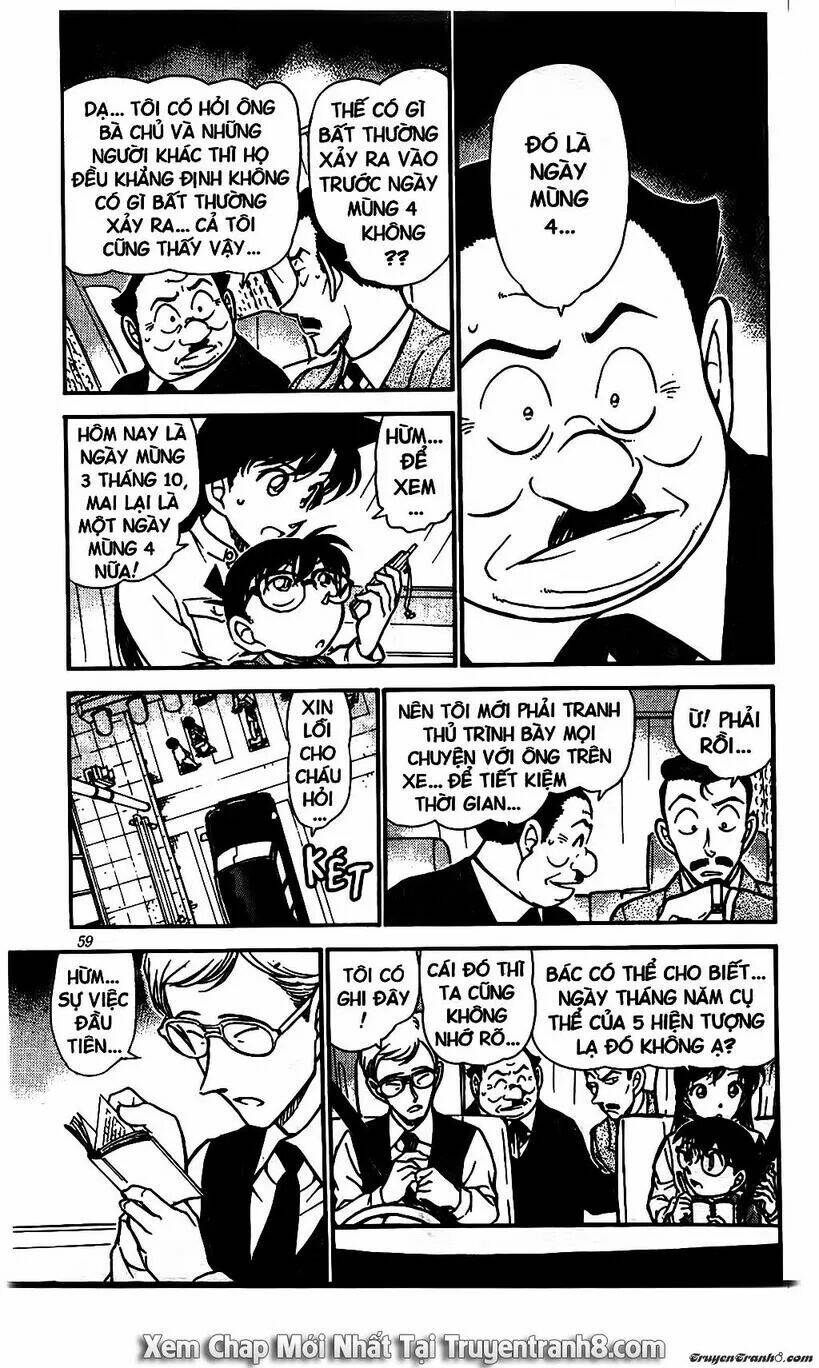 ĐÓ LÀ
NGÀY
MÙNG
4...
THẾ CÓ GÌ
BẤT THƯỜNG
XẢY RA VÀO
TRƯỚC NGÀY
MÙNG 4
KHÔNG
??
DẠ... TÔI CÓ HỎI ÔNG
BÀ CHỦ VÀ NHỮNG
NGƯỜI KHÁC THÌ HỌ
ĐỀU KHẲNG ĐỊNH KHÔNG
CÓ GÌ BẤT THƯỜNG
XẢY RA... CẢ TÔI
CŨNG THẤY VẬY...
HỪM...
ĐỂ
XEM
...
HÔM NAY LÀ
NGÀY MÙNG
3 THÁNG 10,
MAI LẠI LÀ
MỘT NGÀY
MÙNG 4
NỮA!
Ừ! PHẢI
RỒI...
NÊN TÔI MỚI PHẢI TRANH
THỦ TRÌNH BÀY MỌI
CHUYỆN VỚI ÔNG TRÊN
XE... ĐỂ TIẾT KIỆM
THỜI GIAN...
XIN
LỖI
CHO
CHÁU
HỎI
...
KÉT
59
BÁC CÓ THỂ CHO BIẾT...
NGÀY THÁNG NĂM CỤ
THỂ CỦA 5 HIỆN TƯỢNG
LẠ ĐÓ KHÔNG Ạ?
CÁI ĐÓ THÌ
TA CŨNG
KHÔNG
NHỚ RÕ...
TÔI CÓ
GHI ĐÂY
!
HỪM...
SỰ VIỆC
ĐẦU
TIÊN...
Xem Chap Mới Nhất Tại Truyentranh8.com
TruyenTranh8.com